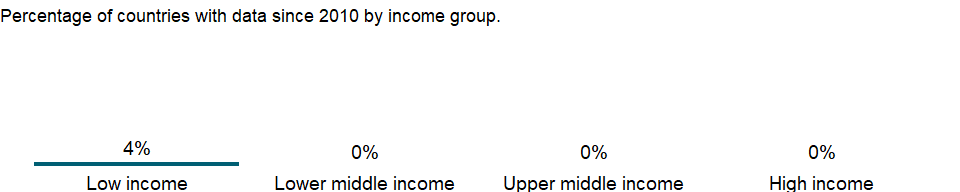 Percentage of countries with data since 2010 by income group.
4% 0% 0% 0%
Low income Lower middle income Upper middle income High income